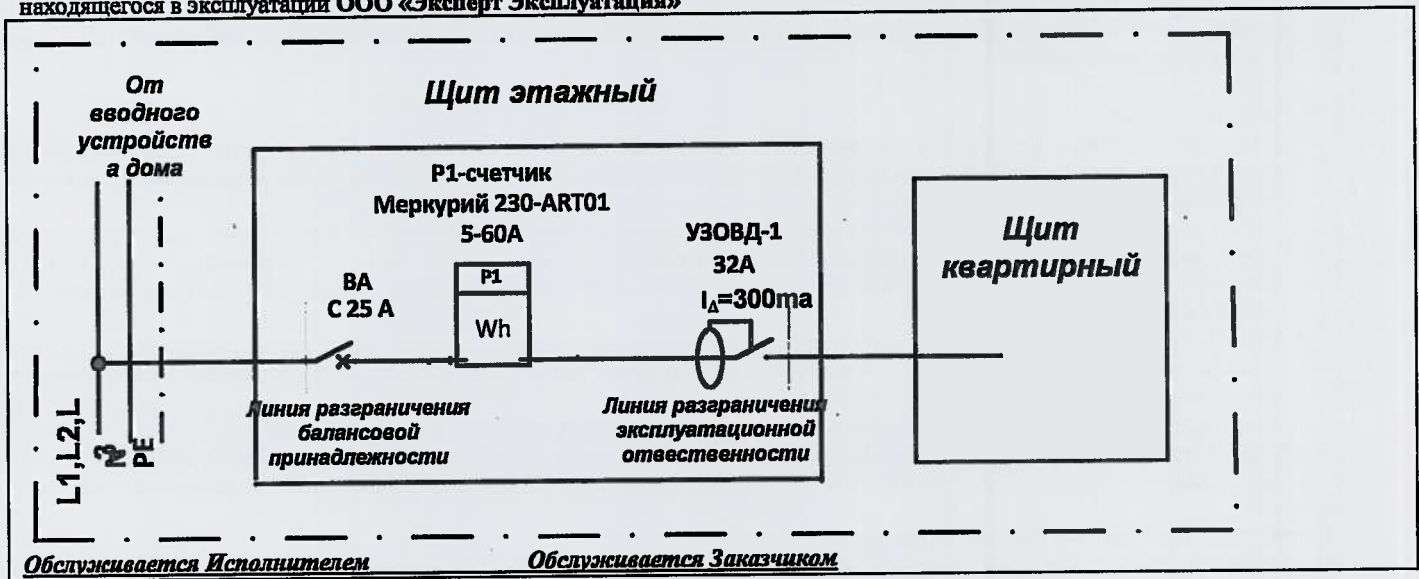 находящегося в эксплуатации ООО «Эксперт Эксплуатация»
От
вводного
устройств
а дома
Щит этажный
P1-счетчик
Меркурий 230-ART01
5-60А
P1
Wh
ВА
С 25 А
УЗОВД-1
32А
IΔ=300ma
Щит
квартирный
Линия разграничения
балансовой
принадлежности
Линия разграничения
эксплуатационной
отвественности
L1,L2,L
PE
Обслуживается Исполнителем
Обслуживается Заказчиком